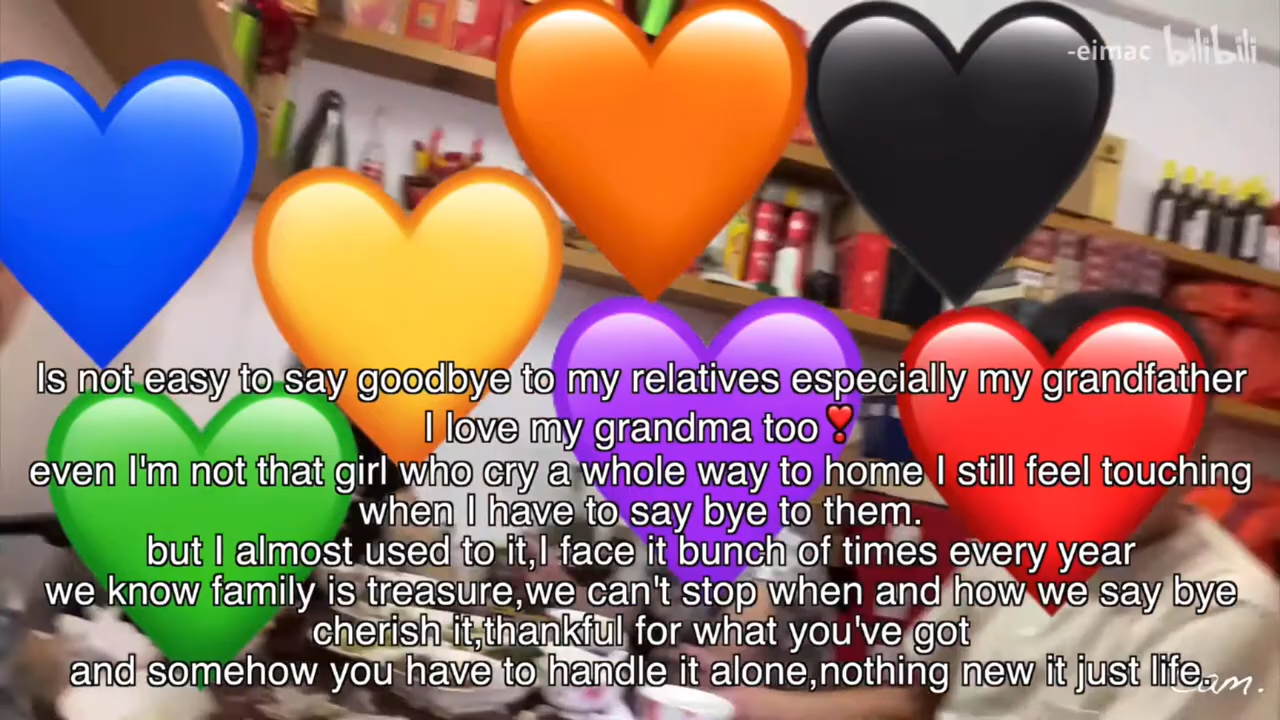 -eimac bilibili
Is not easy to say goodbye to my relatives especially my grandfather
I love my grandma too❣
even I'm not that girl who cry a whole way to home I still feel touching
when I have to say bye to them.
but I almost used to it,I face it bunch of times every year
we know family is treasure,we can't stop when and how we say bye
cherish it,thankful for what you've got
and somehow you have to handle it alone,nothing new it just life.